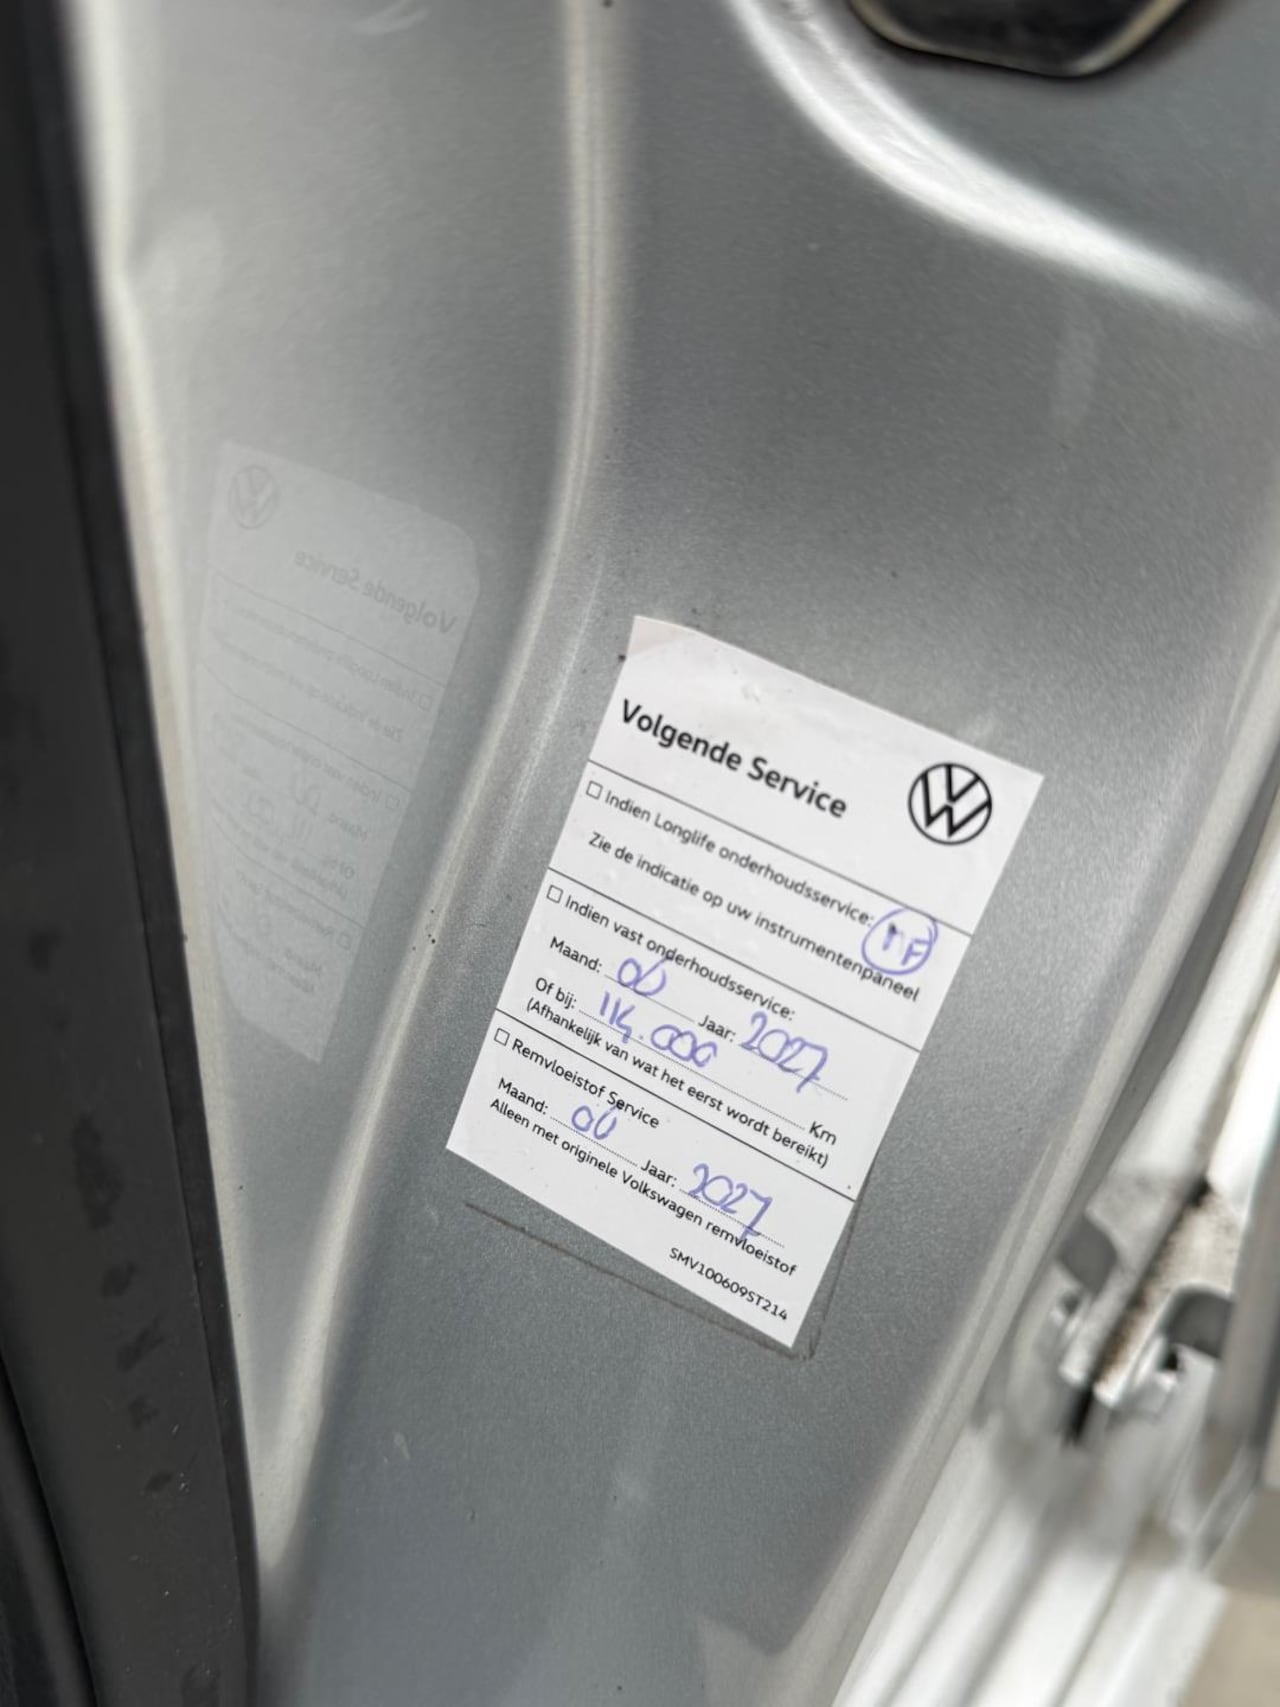 Volgende Service
☐ Indien Longlife onderhoudsservice:
Zie de indicatie op uw instrumentenpaneel
☐ Indien vast onderhoudsservice:
Maand: 06 Jaar: 2027
Of bij: 114.000 Km
(Afhankelijk van wat het eerst wordt bereikt)
☐ Remvloeistof Service
Maand: 06 Jaar: 2027
Alleen met originele Volkswagen remvloeistof
SMV100609ST214